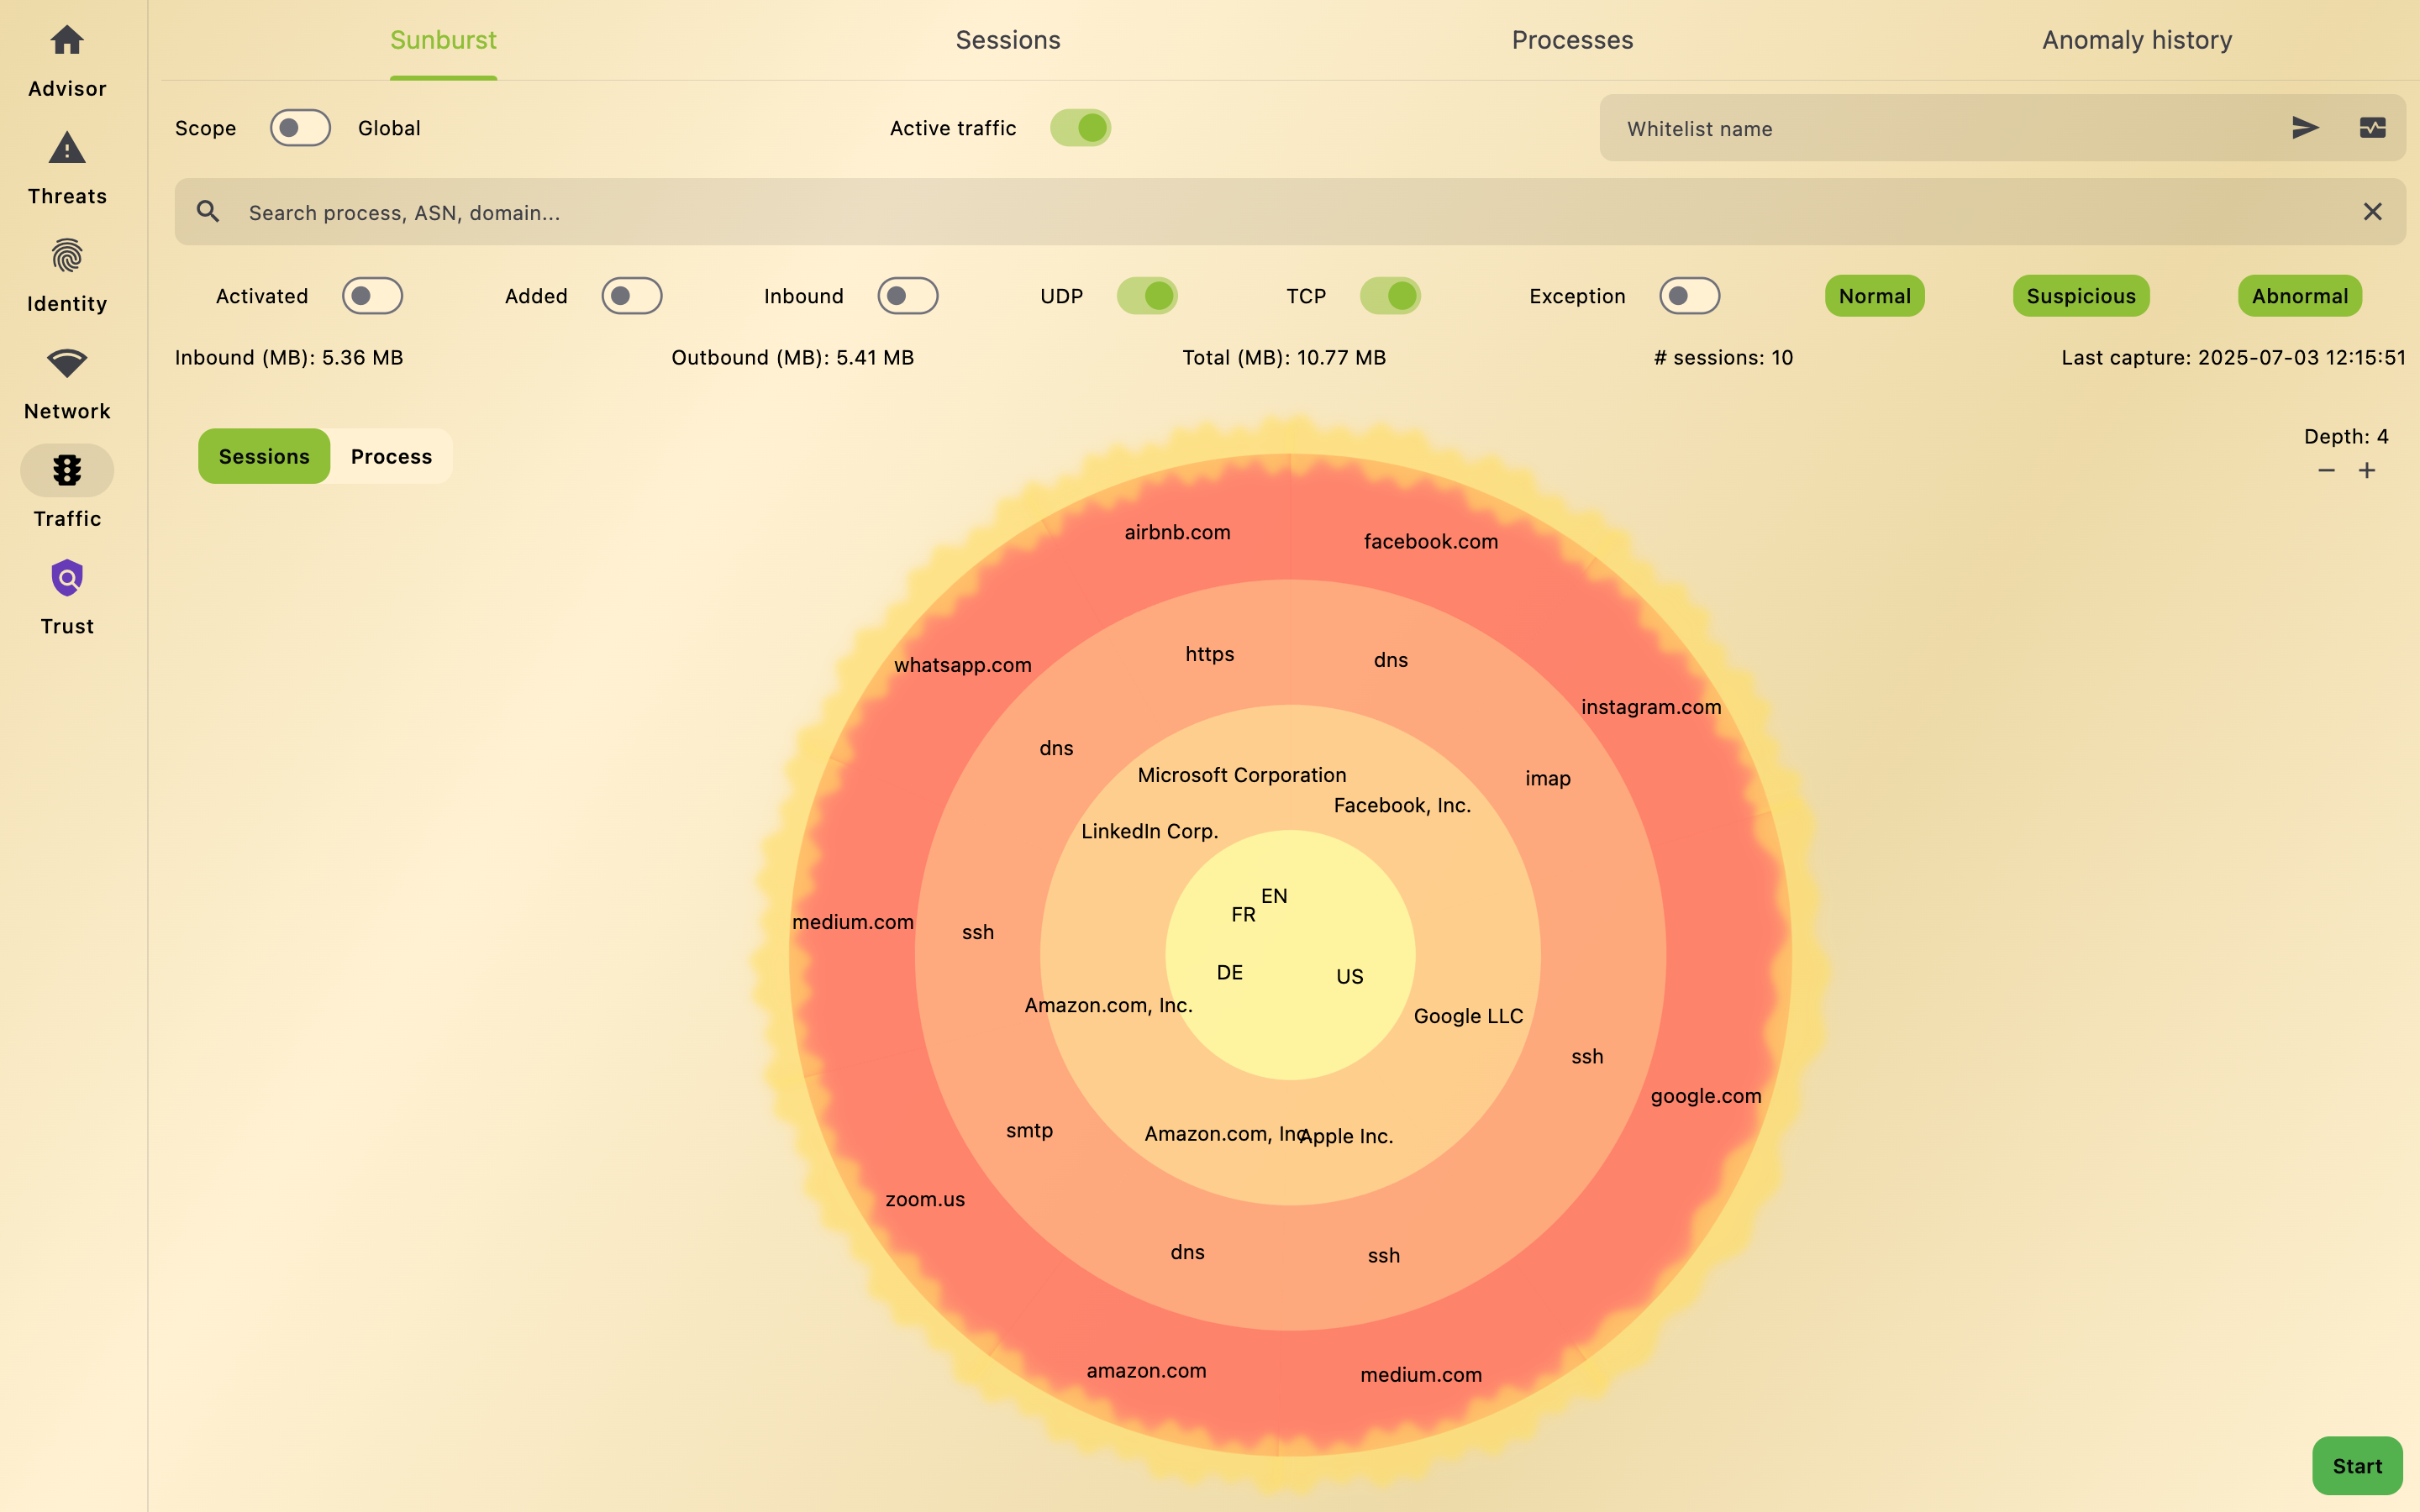 Advisor
Threats
Identity
Network
Traffic
Trust
Sunburst
Sessions
Processes
Anomaly history
Scope
Global
Active traffic
Whitelist name
Search process, ASN, domain...
Activated
Added
Inbound
UDP
TCP
Exception
Normal
Suspicious
Abnormal
Inbound (MB): 5.36 MB
Outbound (MB): 5.41 MB
Total (MB): 10.77 MB
# sessions: 10
Last capture: 2025-07-03 12:15:51
Sessions
Process
Depth: 4
airbnb.com
facebook.com
whatsapp.com
https
dns
instagram.com
dns
Microsoft Corporation
imap
Facebook, Inc.
LinkedIn Corp.
EN
FR
medium.com
ssh
DE
US
Amazon.com, Inc.
Google LLC
ssh
google.com
smtp
Amazon.com, Inc.
Apple Inc.
zoom.us
dns
ssh
amazon.com
medium.com
Start